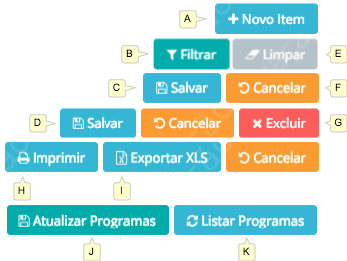 A + Novo Item
B Filtrar Limpar E
C Salvar Cancelar F
D Salvar Cancelar Excluir G
Imprimir Exportar XLS Cancelar
H I
Atualizar Programas Listar Programas
J K